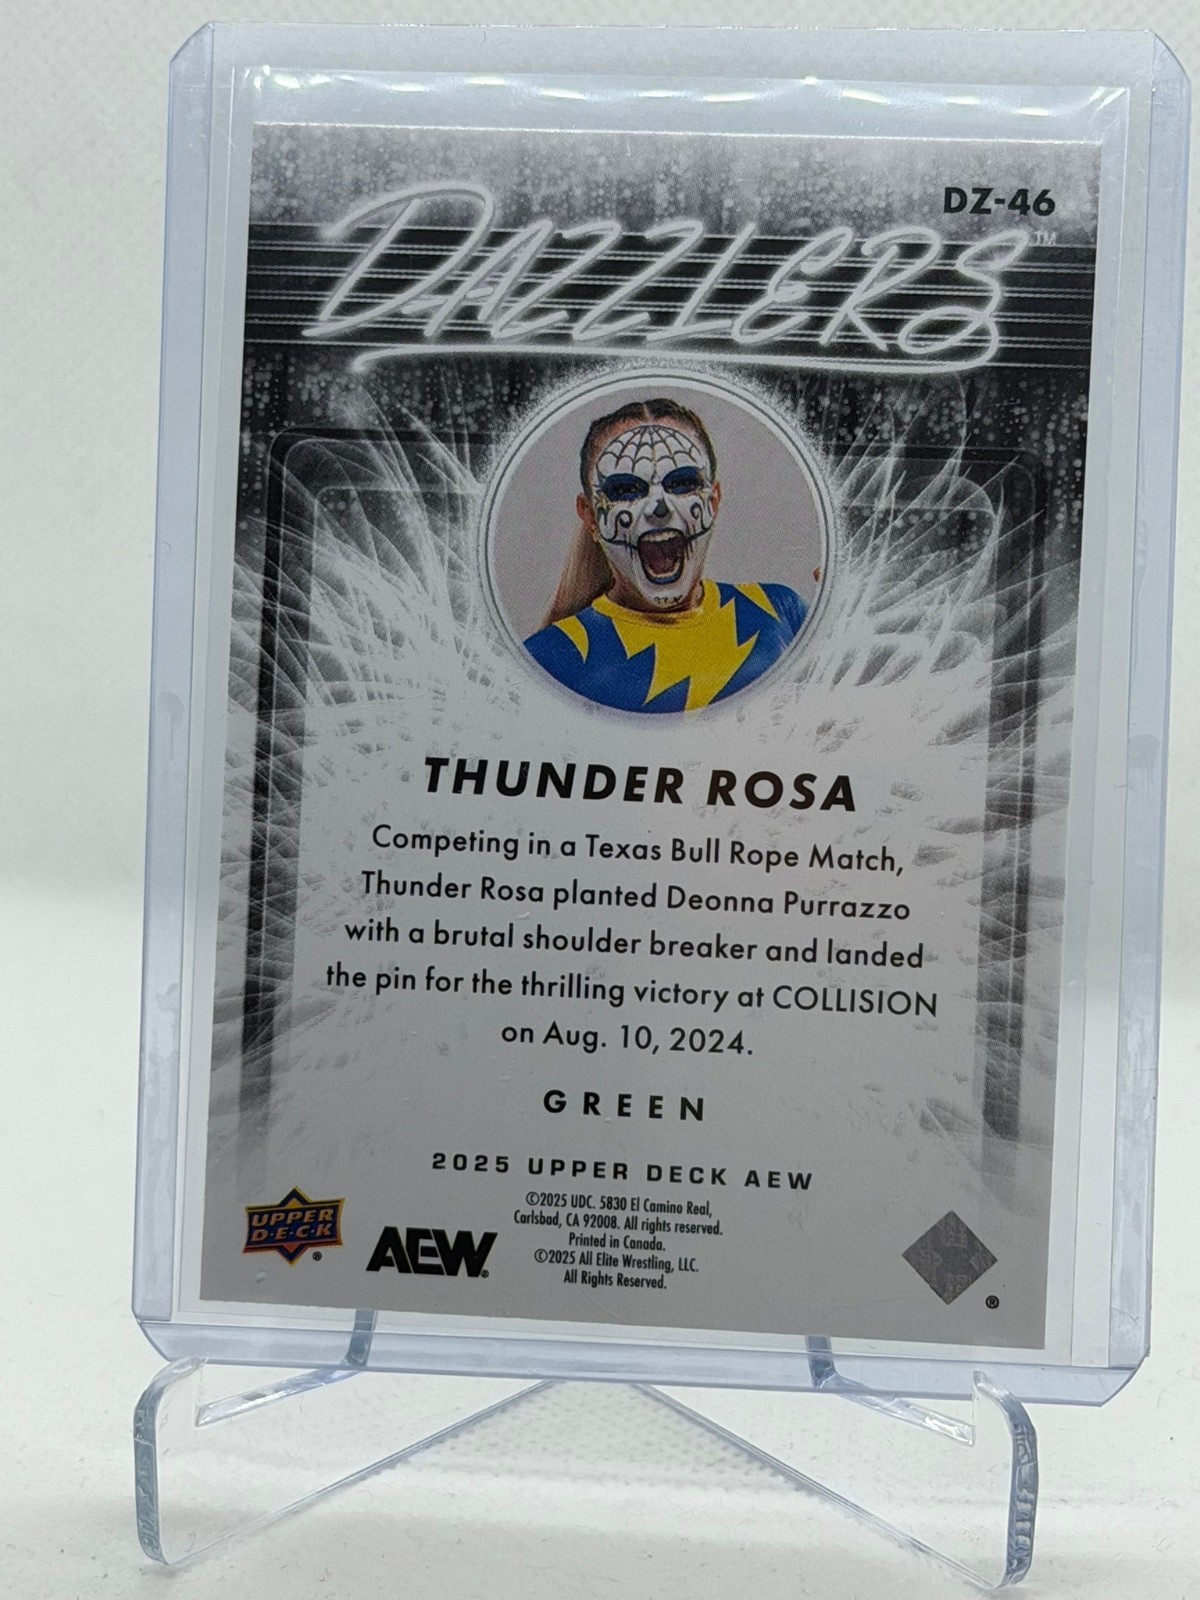 DZ-46
DAZZLERS™
THUNDER ROSA
Competing in a Texas Bull Rope Match,
Thunder Rosa planted Deonna Purrazzo
with a brutal shoulder breaker and landed
the pin for the thrilling victory at COLLISION
on Aug. 10, 2024.
GREEN
2025 UPPER DECK AEW
©2025 UDC. 5830 El Camino Real,
Carlsbad, CA 92008. All rights reserved.
Printed in Canada.
©2025 All Elite Wrestling, LLC.
All Rights Reserved.
UPPER
D·E·C·K®
AEW®
®